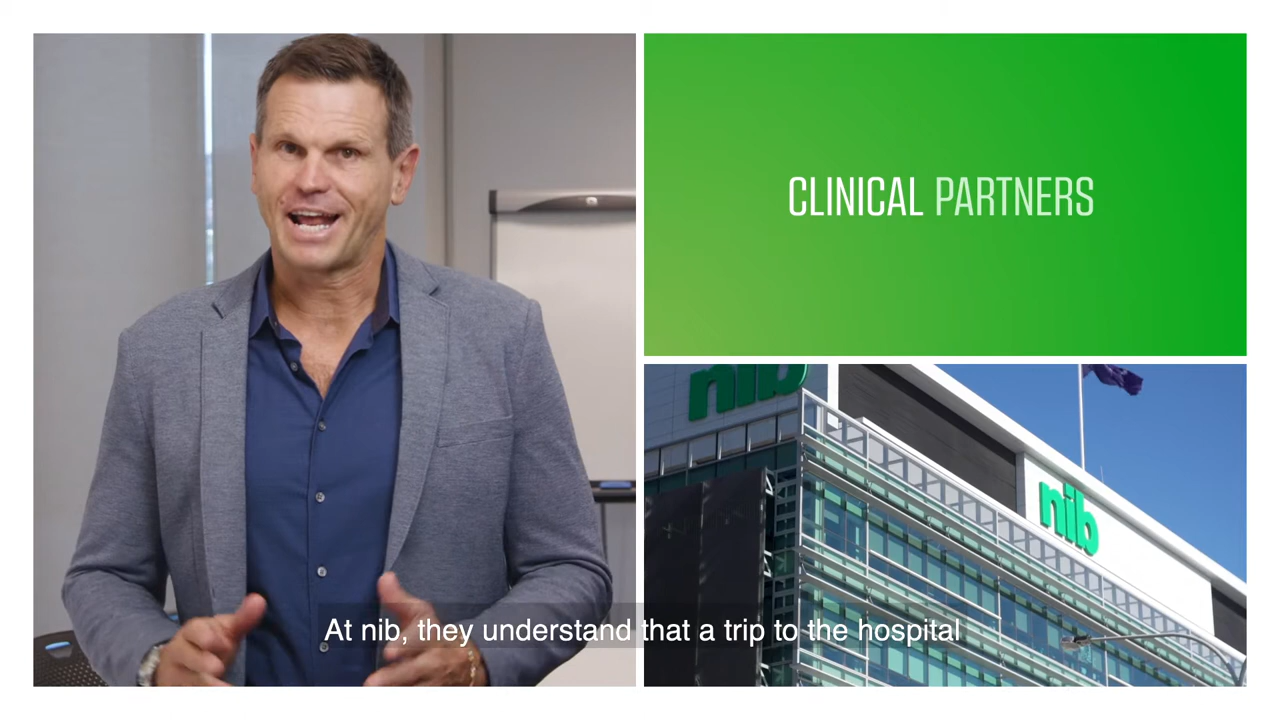 CLINICAL PARTNERS
nib
nib
At nib, they understand that a trip to the hospital